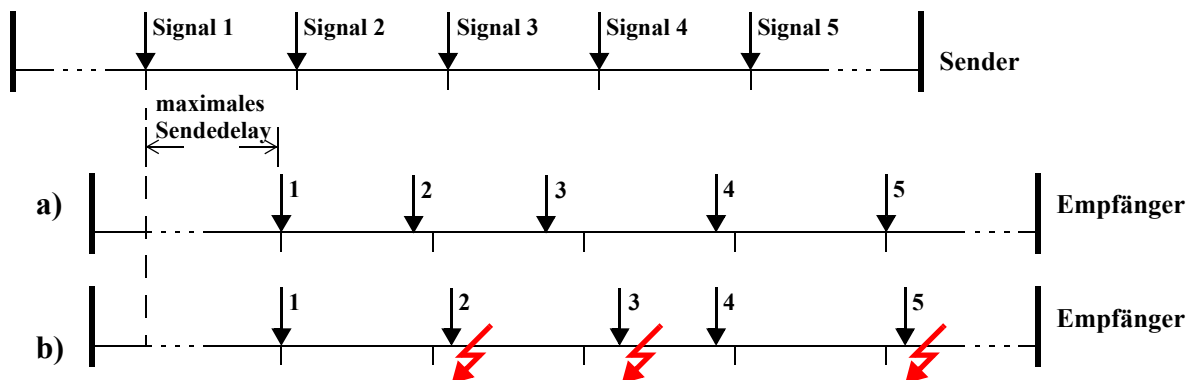 Signal 1 Signal 2 Signal 3 Signal 4 Signal 5
Sender
maximales
Sendedelay
1 2 3 4 5
a)
Empfänger
1 2 3 4 5
Empfänger
b)